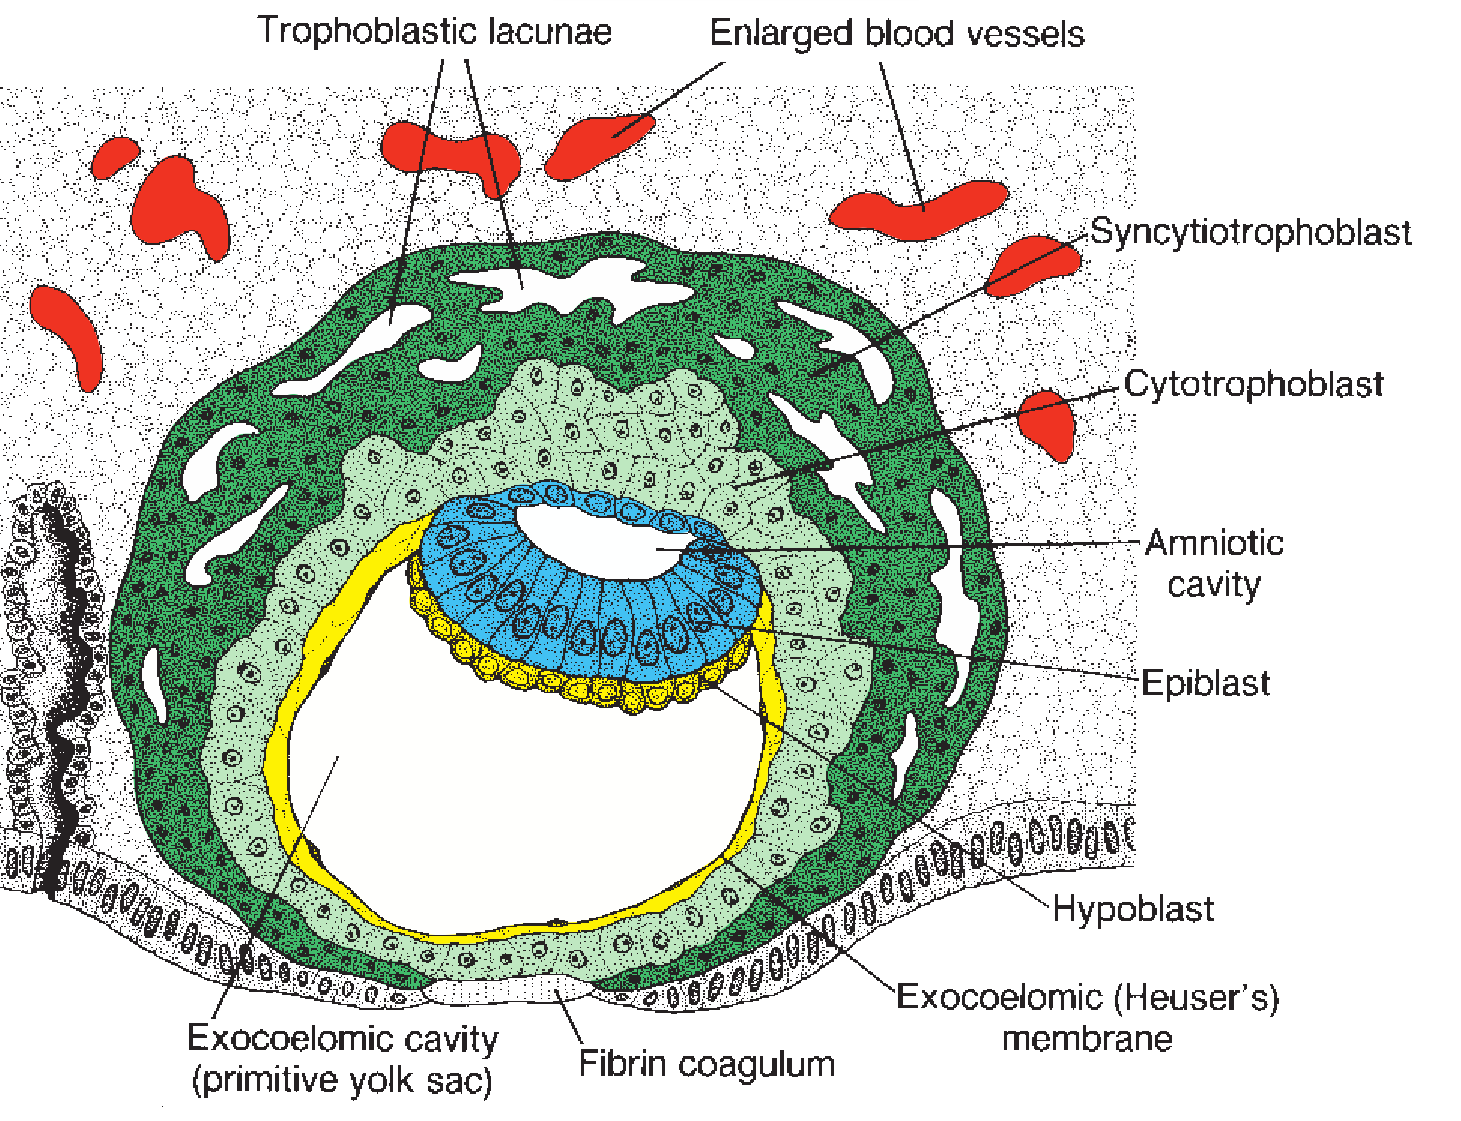 Trophoblastic lacunae
Enlarged blood vessels
Syncytiotrophoblast
Cytotrophoblast
Amniotic
cavity
Epiblast
Hypoblast
Exocoelomic (Heuser's)
membrane
Fibrin coagulum
Exocoelomic cavity
(primitive yolk sac)